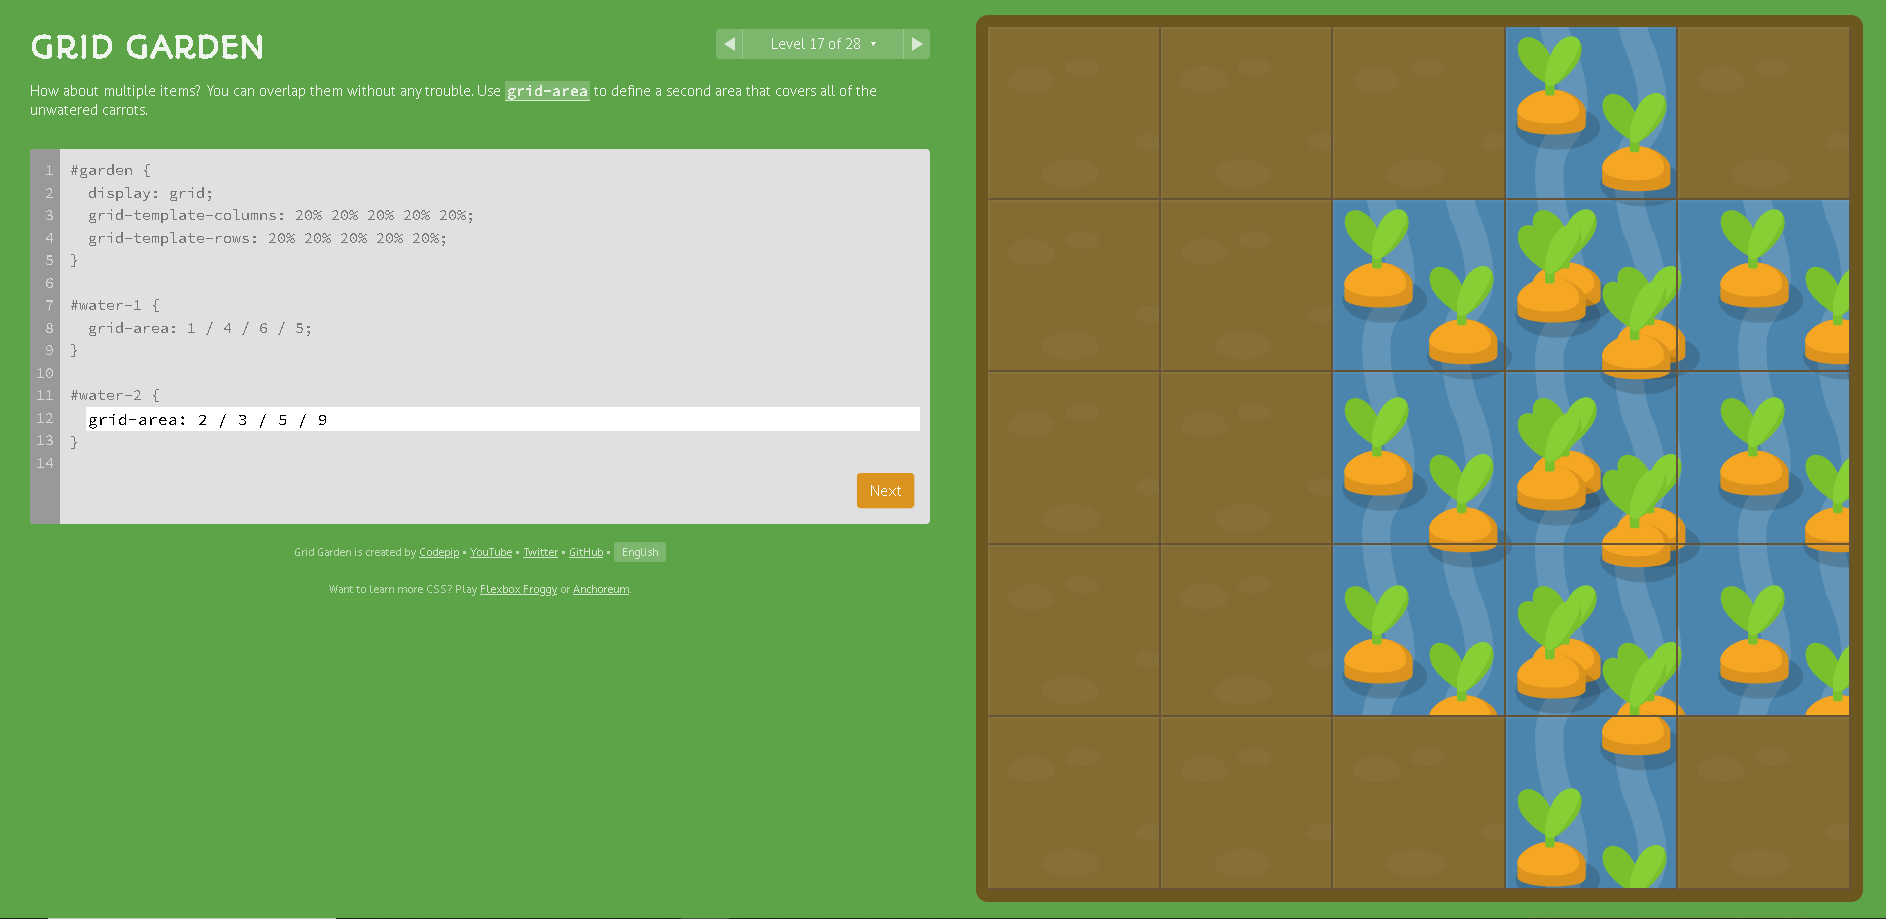 GRID GARDEN
◀ Level 17 of 28 ▾ ▶
How about multiple items? You can overlap them without any trouble. Use grid-area to define a second area that covers all of the
unwatered carrots.
1 #garden {
2 display: grid;
3 grid-template-columns: 20% 20% 20% 20% 20%;
4 grid-template-rows: 20% 20% 20% 20% 20%;
5 }
6
7 #water-1 {
8 grid-area: 1 / 4 / 6 / 5;
9 }
10
11 #water-2 {
12 grid-area: 2 / 3 / 5 / 9
13 }
14
Next
Grid Garden is created by Codepip • YouTube • Twitter • GitHub • English
Want to learn more CSS? Play Flexbox Froggy or Anchoreum.